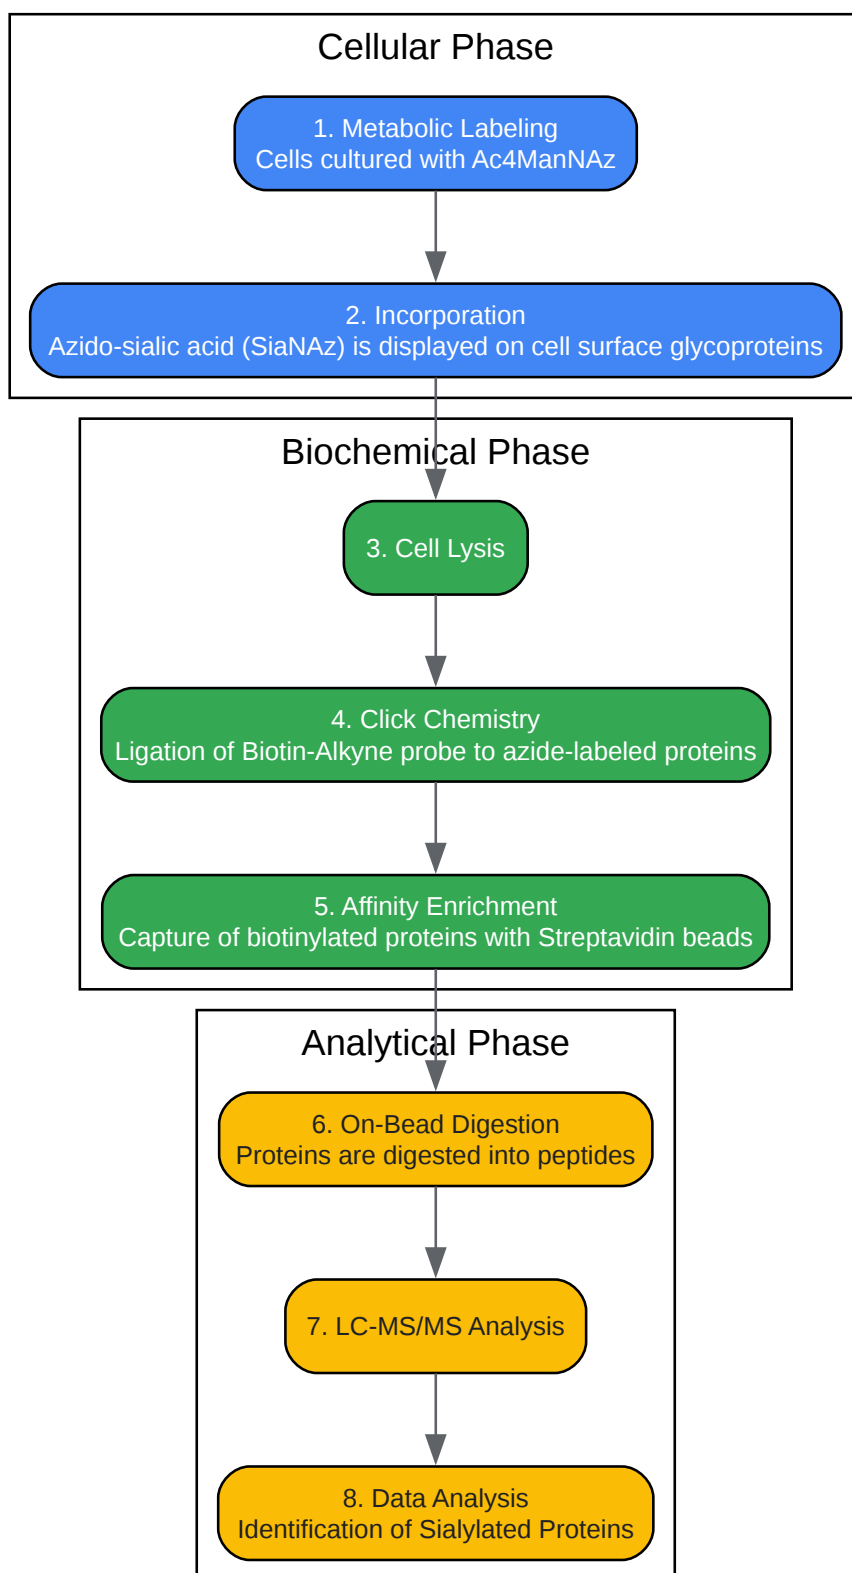 Cellular Phase
1. Metabolic Labeling
Cells cultured with Ac4ManNAz
2. Incorporation
Azido-sialic acid (SiaNAz) is displayed on cell surface glycoproteins
Biochemical Phase
3. Cell Lysis
4. Click Chemistry
Ligation of Biotin-Alkyne probe to azide-labeled proteins
5. Affinity Enrichment
Capture of biotinylated proteins with Streptavidin beads
Analytical Phase
6. On-Bead Digestion
Proteins are digested into peptides
7. LC-MS/MS Analysis
8. Data Analysis
Identification of Sialylated Proteins